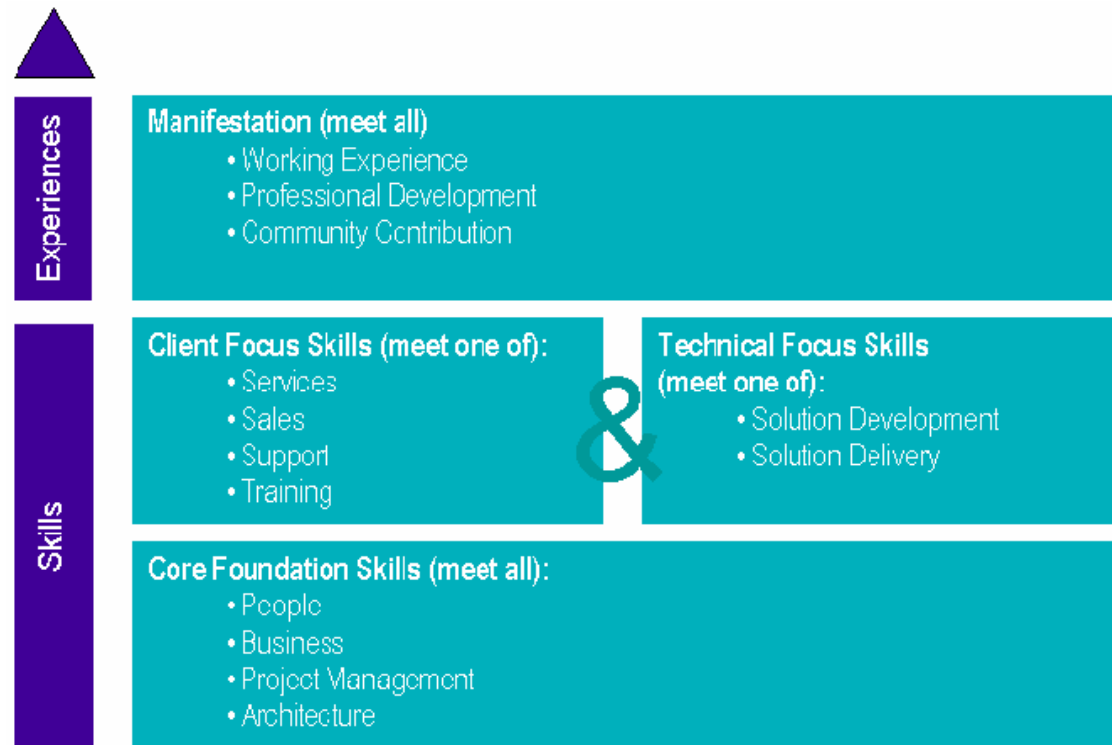 Experiences
Manifestation (meet all)
• Working Experience
• Professional Development
• Community Contribution
Skills
Client Focus Skills (meet one of):
• Services
• Sales
• Support
• Training
&
Technical Focus Skills
(meet one of):
• Solution Development
• Solution Delivery
Core Foundation Skills (meet all):
• People
• Business
• Project Management
• Architecture